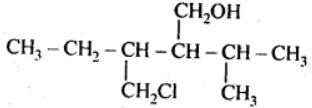 CH₂OH
CH₃ – CH₂ – CH – CH – CH – CH₃
CH₂Cl CH₃